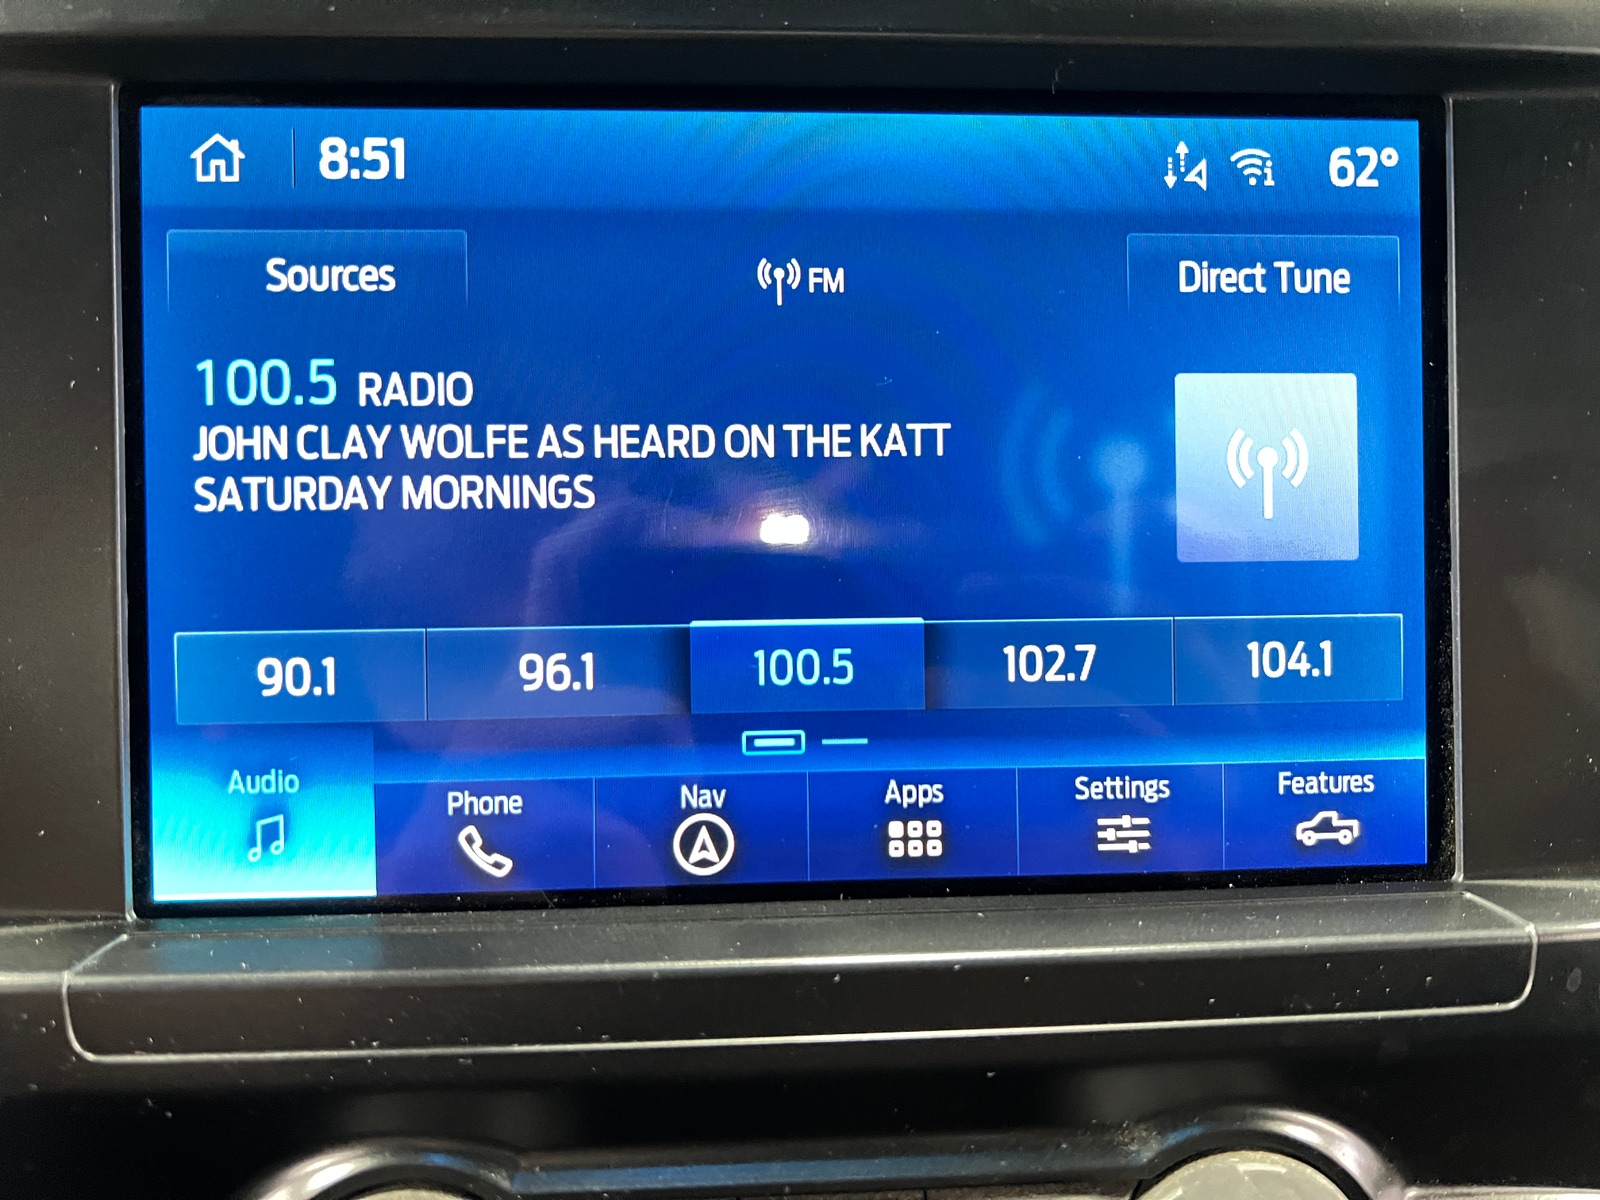 8:51
62°
Sources
FM
Direct Tune
100.5 RADIO
JOHN CLAY WOLFE AS HEARD ON THE KATT
SATURDAY MORNINGS
90.1 96.1 100.5 102.7 104.1
Audio Phone Nav Apps Settings Features